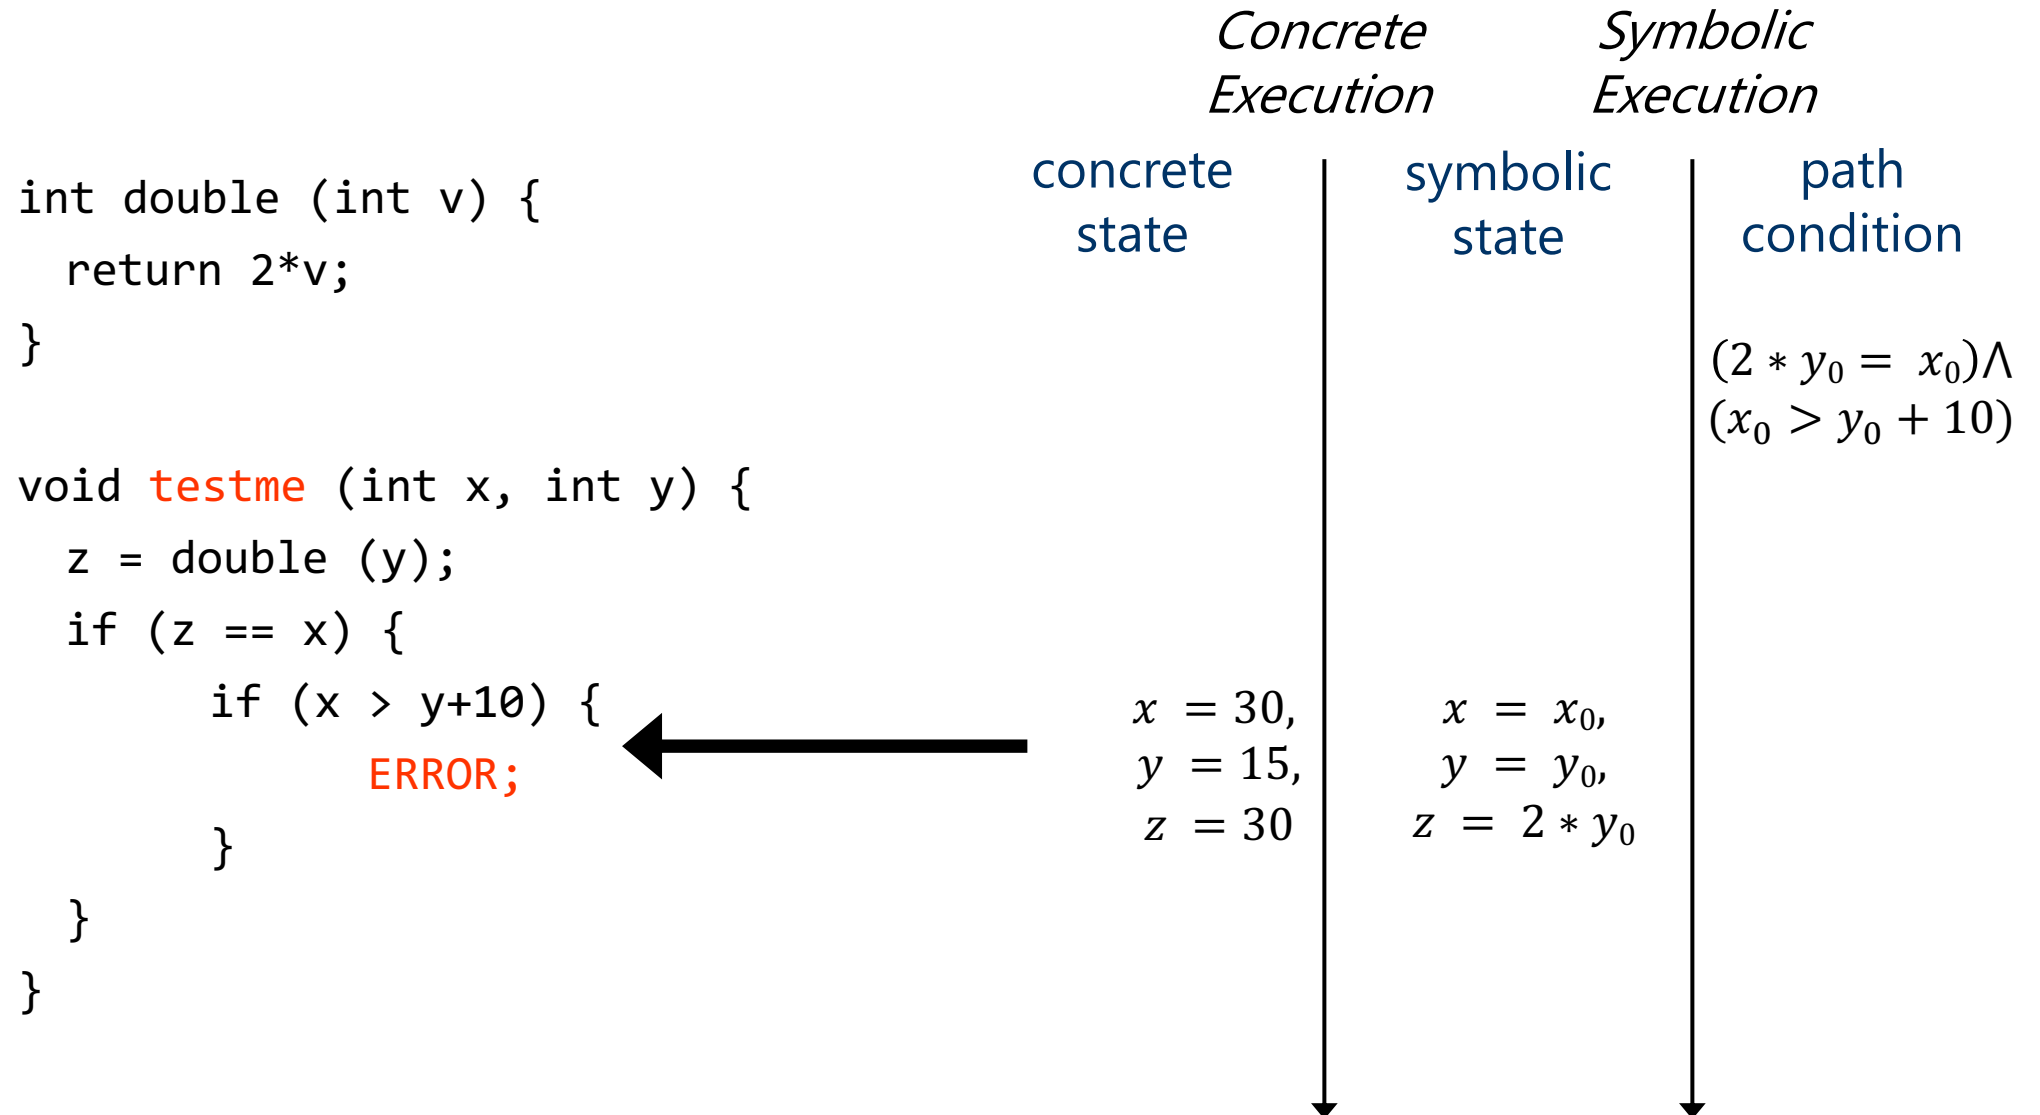 Concrete Execution
Symbolic Execution
concrete state
symbolic state
path condition
int double (int v) {
return 2*v;
}
void testme (int x, int y) {
z = double (y);
if (z == x) {
if (x > y+10) {
ERROR;
}
}
}
(2 ∗ y₀ = x₀)⋀
(x₀ > y₀ + 10)
x = 30,
y = 15,
z = 30
x = x₀,
y = y₀,
z = 2 ∗ y₀